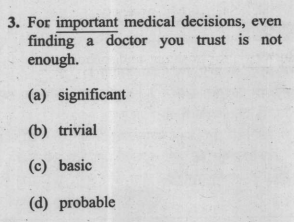 3. For important medical decisions, even
finding a doctor you trust is not
enough.
(a) significant
(b) trivial
(c) basic
(d) probable